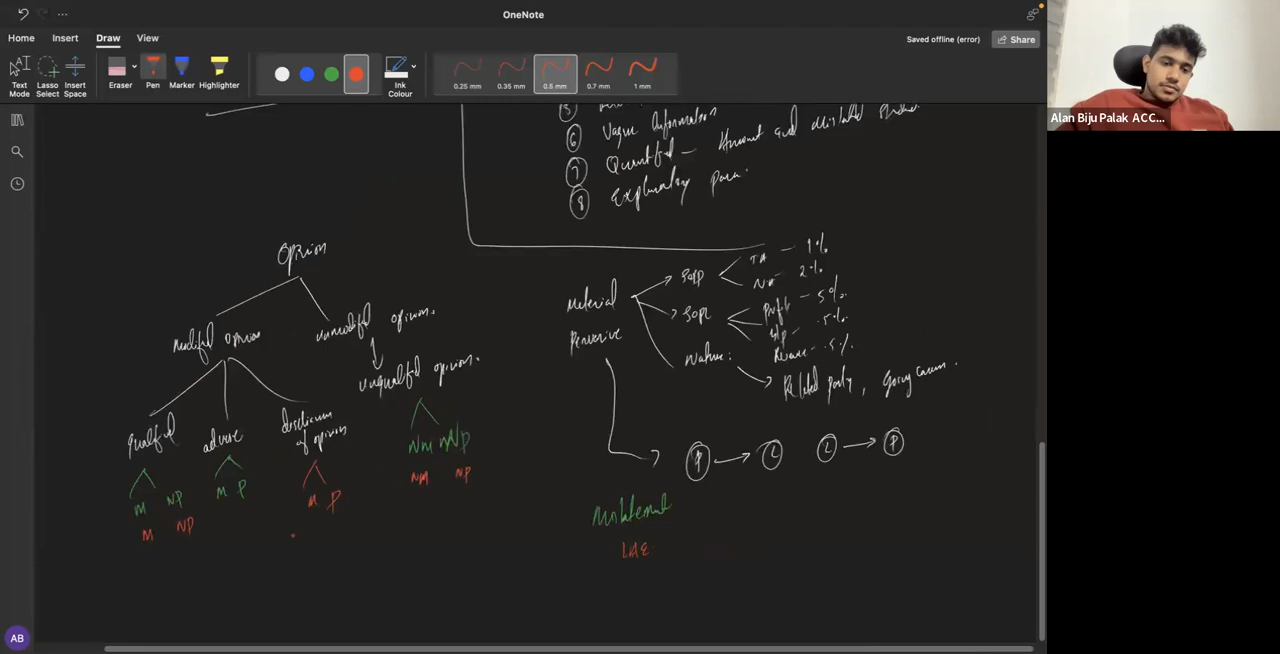 OneNote
Home Insert Draw View
Saved offline (error) Share
Text Mode
Lasso Select
Insert Space
Eraser
Pen
Marker
Highlighter
Ink Colour
0.25 mm
0.35 mm
0.5 mm
0.7 mm
1 mm
Alan Biju Palak ACC...
5
6 Vague Information
7 Quantified — Amount and
8 Explanatory para.
Opinion
Modified Opinion
unmodified opinion.
unqualified opinion.
qualified
adverse
disclaimer of opinion
M NP
M NP
M P
M P
NM NP
NM NP
Material
Pervasive
SOFP
TA — 1%
NA — 2%
SOPL
Profit — 5%
G/p — .5%
Revenue — .5%
Nature:
Related party, Going Concern.
P → L L → P
Misstatement
LAE
AB